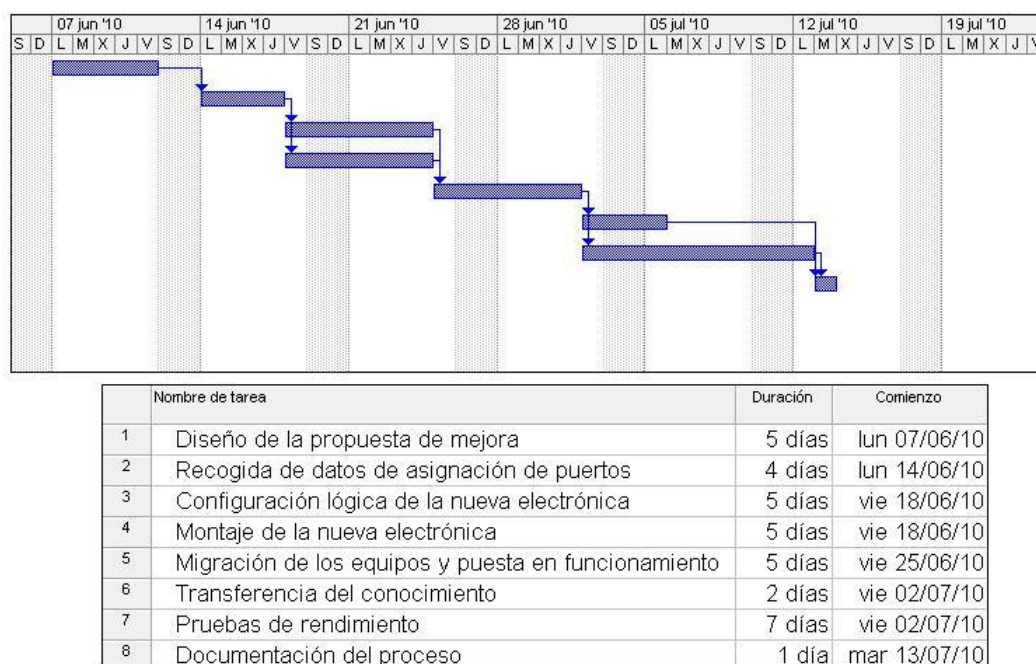 07 jun '10 14 jun '10 21 jun '10 28 jun '10 05 jul '10 12 jul '10 19 jul '10
S D L M X J V S D L M X J V S D L M X J V S D L M X J V S D L M X J V S D L M X J V S D L M X J V
Nombre de tarea Duración Comienzo
1 Diseño de la propuesta de mejora 5 días lun 07/06/10
2 Recogida de datos de asignación de puertos 4 días lun 14/06/10
3 Configuración lógica de la nueva electrónica 5 días vie 18/06/10
4 Montaje de la nueva electrónica 5 días vie 18/06/10
5 Migración de los equipos y puesta en funcionamiento 5 días vie 25/06/10
6 Transferencia del conocimiento 2 días vie 02/07/10
7 Pruebas de rendimiento 7 días vie 02/07/10
8 Documentación del proceso 1 día mar 13/07/10